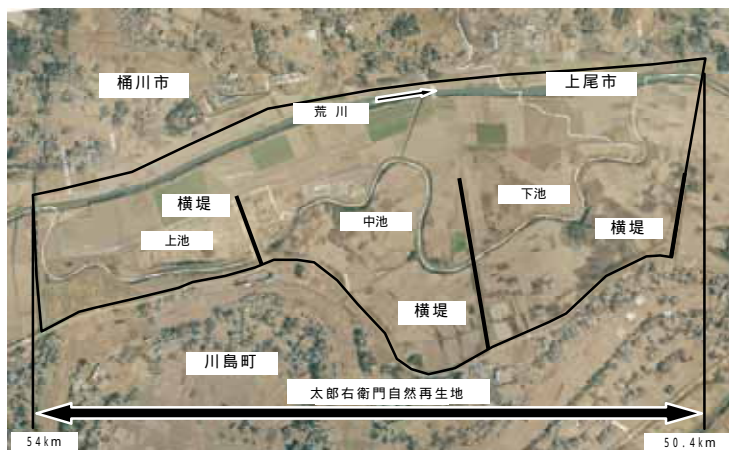 桶川市
上尾市
荒川
横堤
下池
中池
横堤
上池
横堤
川島町
太郎右衛門自然再生地
54km
50.4km